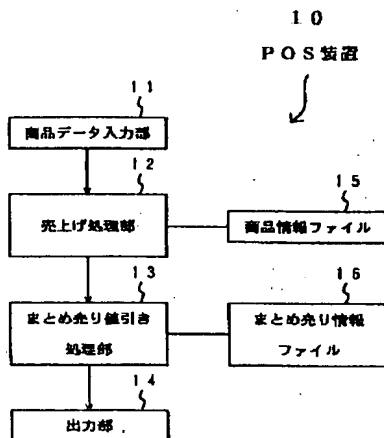 10
POS装置
11
商品データ入力部
12
売上げ処理部
15
商品情報ファイル
13
まとめ売り値引き
処理部
16
まとめ売り情報
ファイル
14
出力部